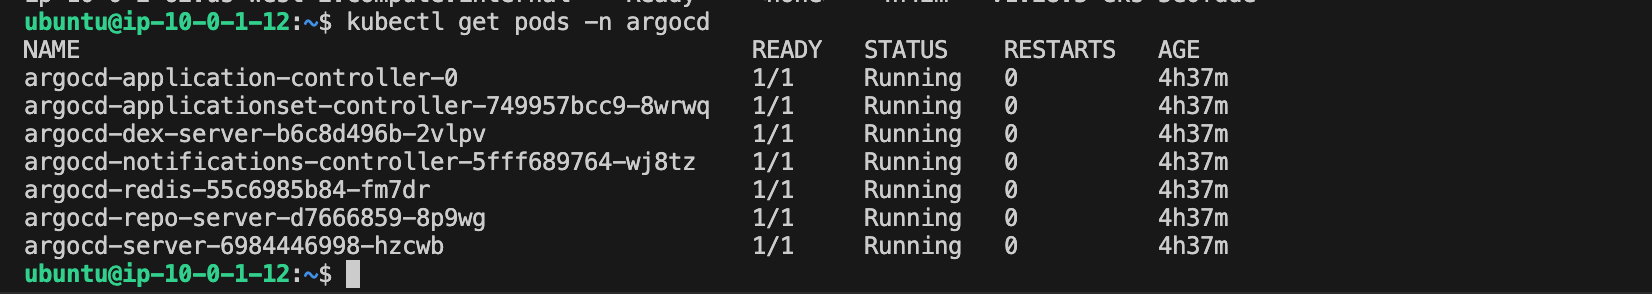 ubuntu@ip-10-0-1-12:~$ kubectl get pods -n argocd
NAME READY STATUS RESTARTS AGE
argocd-application-controller-0 1/1 Running 0 4h37m
argocd-applicationset-controller-749957bcc9-8wrwq 1/1 Running 0 4h37m
argocd-dex-server-b6c8d496b-2vlpv 1/1 Running 0 4h37m
argocd-notifications-controller-5fff689764-wj8tz 1/1 Running 0 4h37m
argocd-redis-55c6985b84-fm7dr 1/1 Running 0 4h37m
argocd-repo-server-d7666859-8p9wg 1/1 Running 0 4h37m
argocd-server-6984446998-hzcwb 1/1 Running 0 4h37m
ubuntu@ip-10-0-1-12:~$